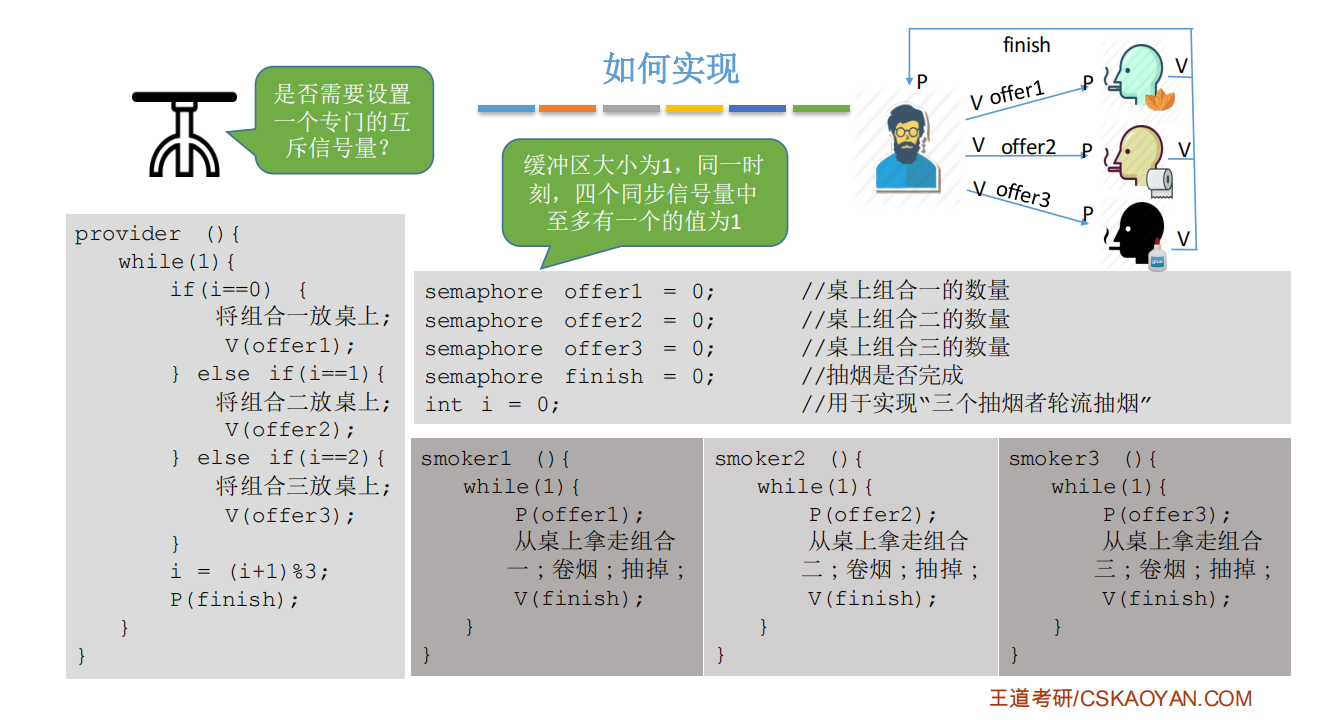 如何实现
是否需要设置
一个专门的互
斥信号量？
缓冲区大小为1，同一时
刻，四个同步信号量中
至多有一个的值为1
finish
P
V offer1 P
V
V offer2 P
V
V offer3
P
V
glue
provider (){
while(1){
if(i==0) {
将组合一放桌上;
V(offer1);
} else if(i==1){
将组合二放桌上;
V(offer2);
} else if(i==2){
将组合三放桌上;
V(offer3);
}
i = (i+1)%3;
P(finish);
}
}
semaphore offer1 = 0; //桌上组合一的数量
semaphore offer2 = 0; //桌上组合二的数量
semaphore offer3 = 0; //桌上组合三的数量
semaphore finish = 0; //抽烟是否完成
int i = 0; //用于实现“三个抽烟者轮流抽烟”
smoker1 (){
while(1){
P(offer1);
从桌上拿走组合
一；卷烟；抽掉；
V(finish);
}
}
smoker2 (){
while(1){
P(offer2);
从桌上拿走组合
二；卷烟；抽掉；
V(finish);
}
}
smoker3 (){
while(1){
P(offer3);
从桌上拿走组合
三；卷烟；抽掉；
V(finish);
}
}
王道考研/CSKAOYAN.COM